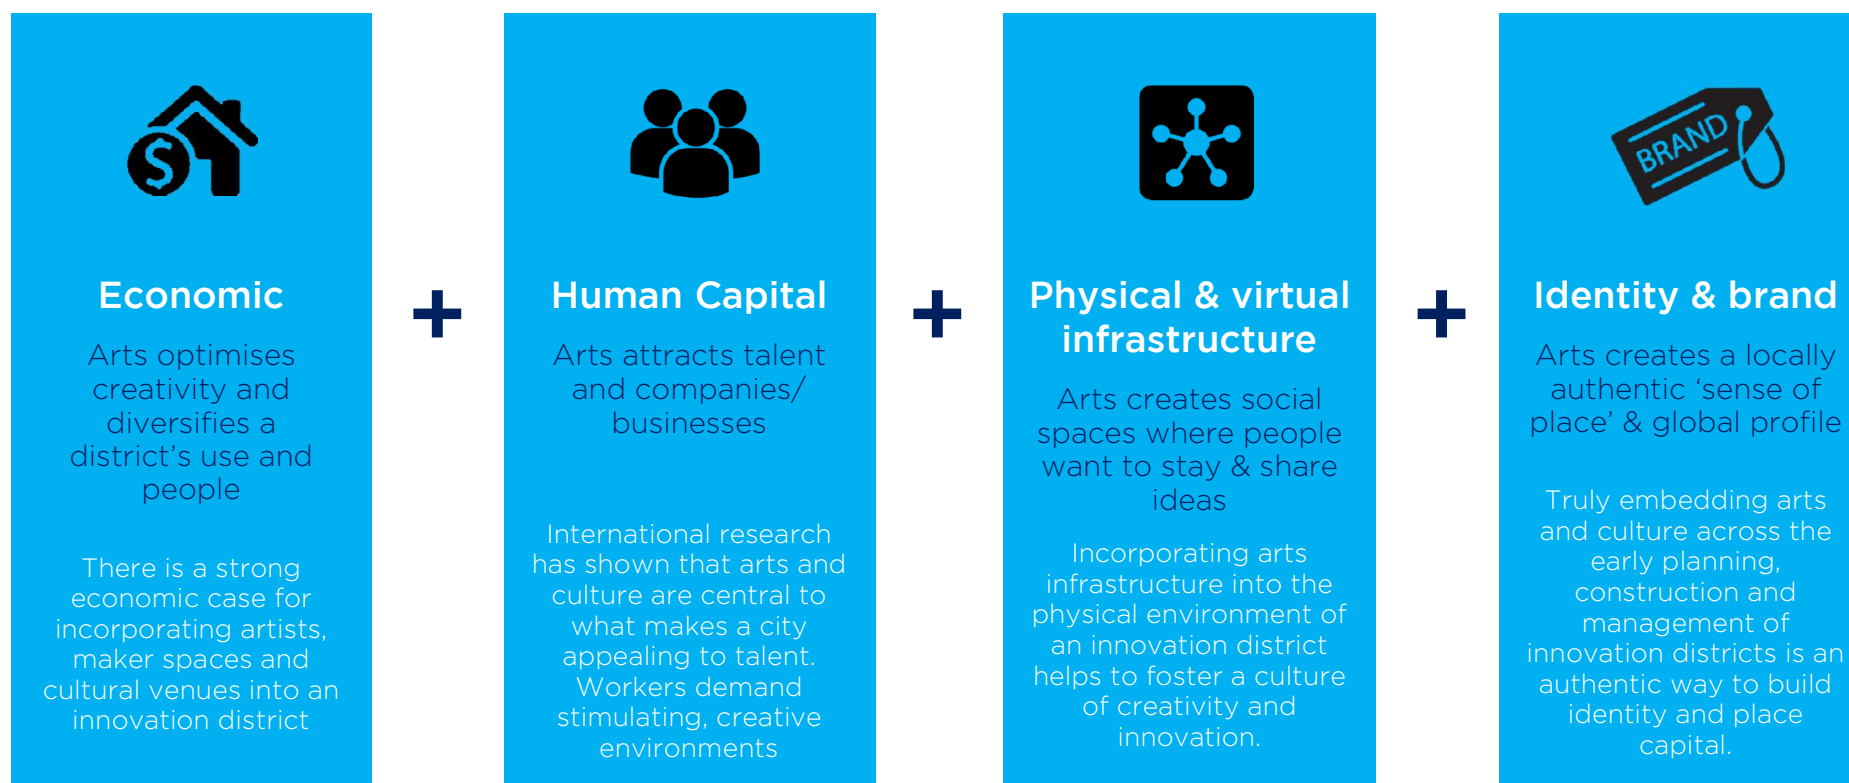 Economic
Arts optimises
creativity and
diversifies a
district’s use and
people
There is a strong
economic case for
incorporating artists,
maker spaces and
cultural venues into an
innovation district
+
Human Capital
Arts attracts talent
and companies/
businesses
International research
has shown that arts and
culture are central to
what makes a city
appealing to talent.
Workers demand
stimulating, creative
environments
+
Physical & virtual
infrastructure
Arts creates social
spaces where people
want to stay & share
ideas
Incorporating arts
infrastructure into the
physical environment of
an innovation district
helps to foster a culture
of creativity and
innovation.
+
BRAND
Identity & brand
Arts creates a locally
authentic ‘sense of
place’ & global profile
Truly embedding arts
and culture across the
early planning,
construction and
management of
innovation districts is an
authentic way to build
identity and place
capital.